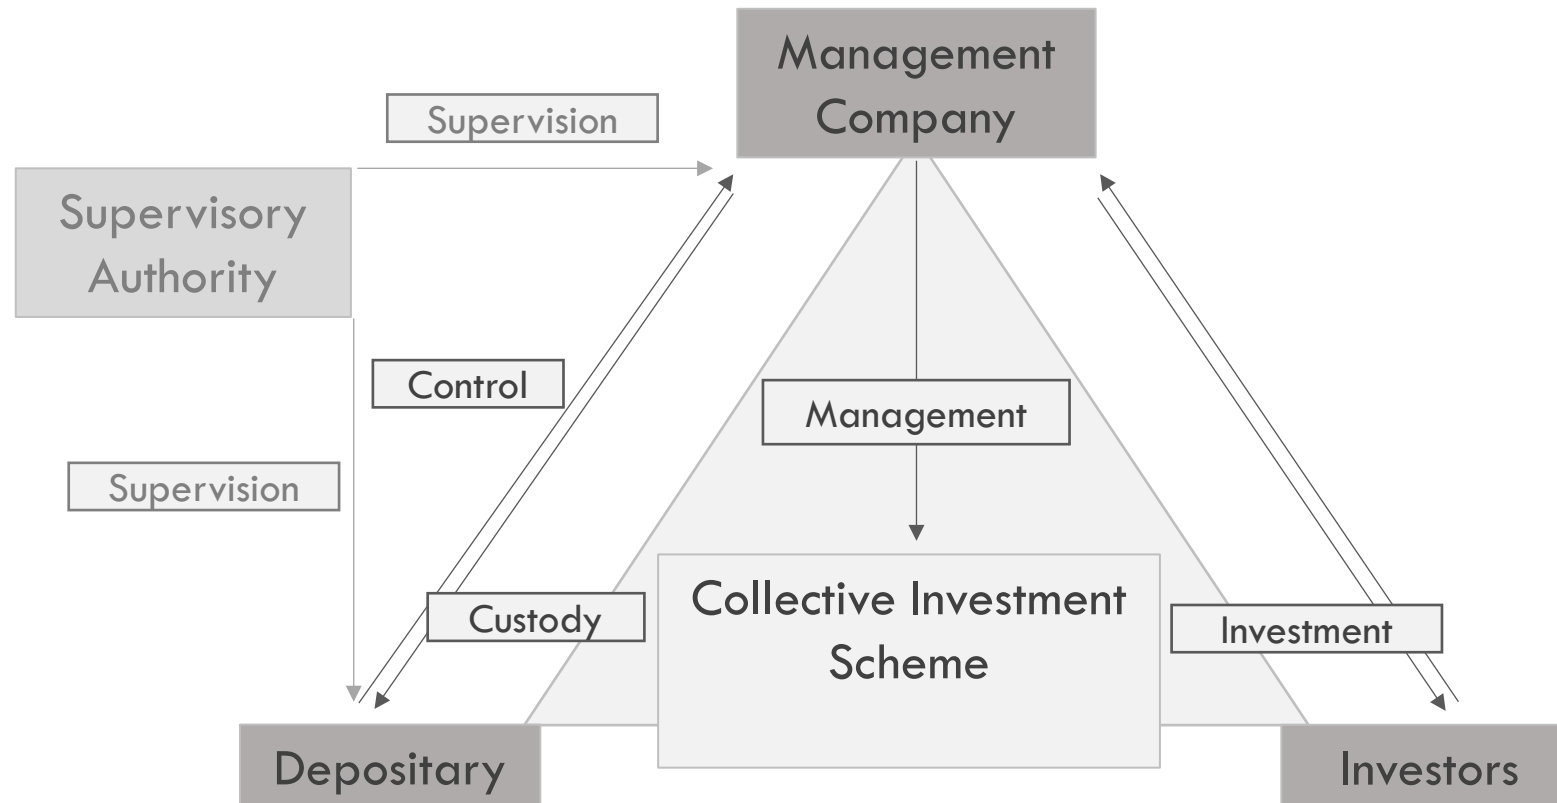 Management
Company
Supervision
Supervisory
Authority
Control
Management
Supervision
Collective Investment
Scheme
Custody
Investment
Depositary
Investors